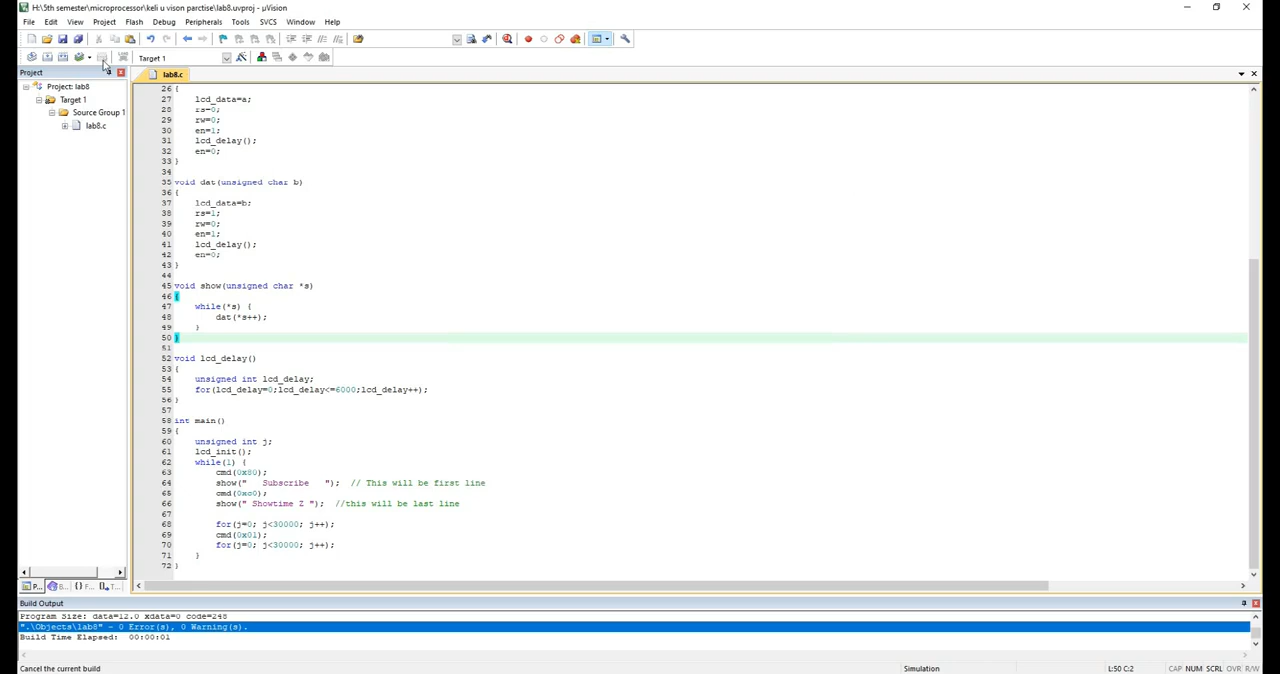 H:\5th semester\microprocessor\keli u vison parctise\lab8.uvproj - µVision
File Edit View Project Flash Debug Peripherals Tools SVCS Window Help
Target 1
Project
lab8.c
Project: lab8
Target 1
Source Group 1
lab8.c
26 {
27 lcd_data=a;
28 rs=0;
29 rw=0;
30 en=1;
31 lcd_delay();
32 en=0;
33 }
34
35 void dat(unsigned char b)
36 {
37 lcd_data=b;
38 rs=1;
39 rw=0;
40 en=1;
41 lcd_delay();
42 en=0;
43 }
44
45 void show(unsigned char *s)
46 {
47 while(*s) {
48 dat(*s++);
49 }
50 }
51
52 void lcd_delay()
53 {
54 unsigned int lcd_delay;
55 for(lcd_delay=0;lcd_delay<=6000;lcd_delay++);
56 }
57
58 int main()
59 {
60 unsigned int j;
61 lcd_init();
62 while(1) {
63 cmd(0x80);
64 show("   Subscribe   "); // This will be first line
65 cmd(0xc0);
66 show(" Showtime Z "); //this will be last line
67
68 for(j=0; j<30000; j++);
69 cmd(0x01);
70 for(j=0; j<30000; j++);
71 }
72 }
P... B... {} F... T...
Build Output
Program Size: data=12.0 xdata=0 code=248
".\Objects\lab8" - 0 Error(s), 0 Warning(s).
Build Time Elapsed:  00:00:01
Cancel the current build
Simulation
L:50 C:2
CAP NUM SCRL OVR R/W